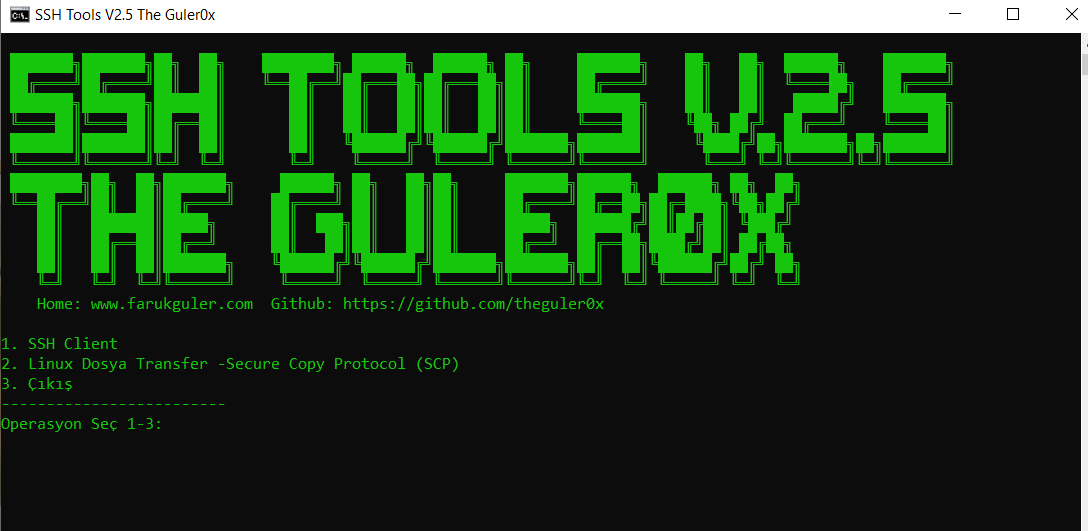 SSH Tools V2.5 The Guler0x
SSH TOOLS V.2.5
THE GULER0X
Home: www.farukguler.com Github: https://github.com/theguler0x
1. SSH Client
2. Linux Dosya Transfer -Secure Copy Protocol (SCP)
3. Çıkış
-------------------------
Operasyon Seç 1-3: